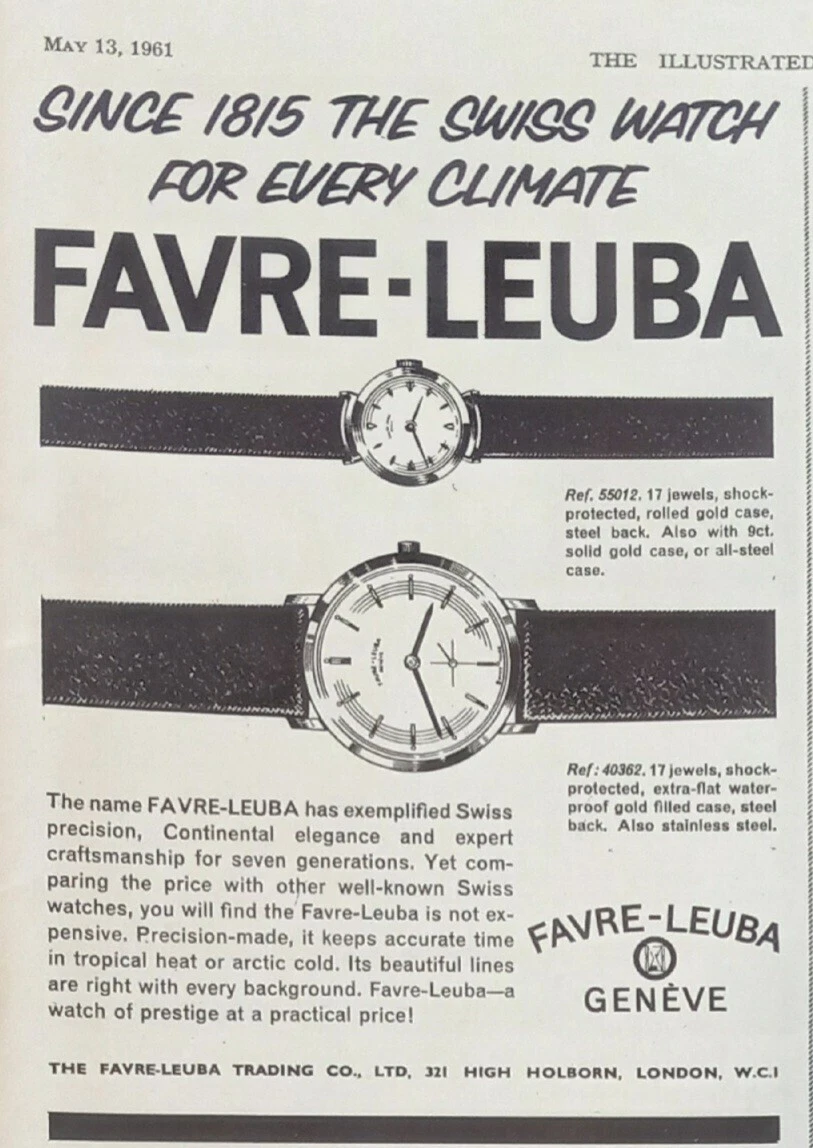 MAY 13, 1961
THE ILLUSTRATED
SINCE 1815 THE SWISS WATCH
FOR EVERY CLIMATE
FAVRE-LEUBA
Ref. 55012. 17 jewels, shock-
protected, rolled gold case,
steel back. Also with 9ct.
solid gold case, or all-steel
case.
FAVRE-LEUBA
GENÈVE
Ref: 40362. 17 jewels, shock-
protected, extra-flat water-
proof gold filled case, steel
back. Also stainless steel.
The name FAVRE-LEUBA has exemplified Swiss
precision, Continental elegance and expert
craftsmanship for seven generations. Yet com-
paring the price with other well-known Swiss
watches, you will find the Favre-Leuba is not ex-
pensive. Precision-made, it keeps accurate time
in tropical heat or arctic cold. Its beautiful lines
are right with every background. Favre-Leuba—a
watch of prestige at a practical price!
FAVRE-LEUBA
GENÈVE
THE FAVRE-LEUBA TRADING CO., LTD, 321 HIGH HOLBORN, LONDON, W.C.1